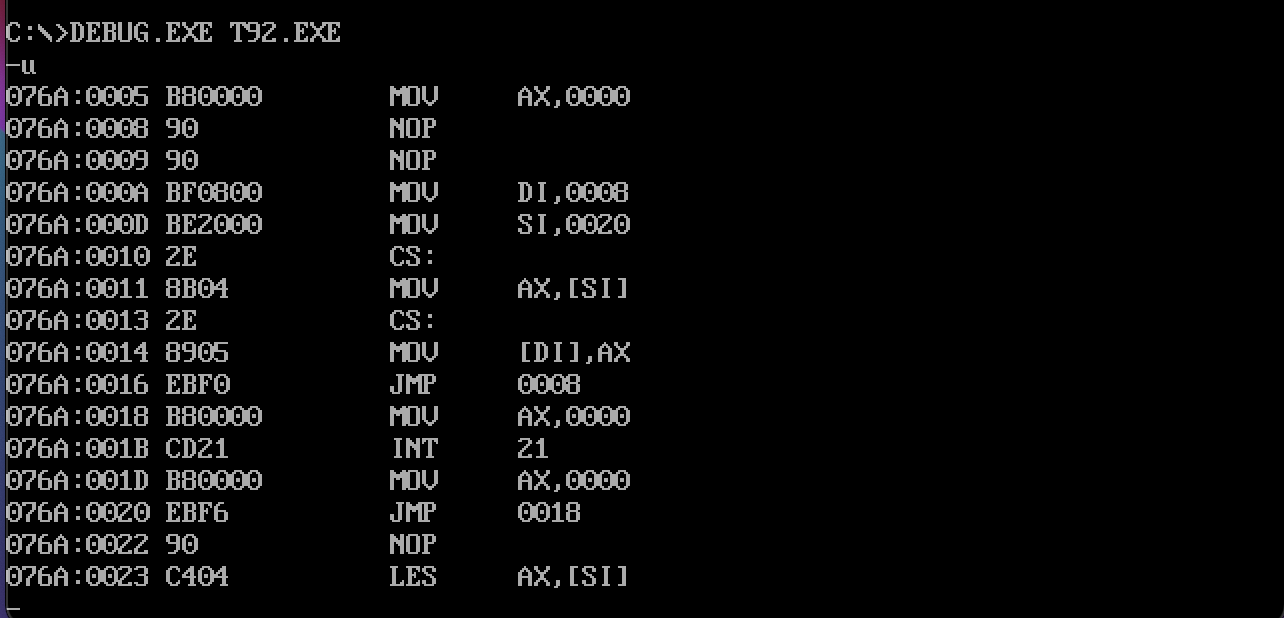 C:\>DEBUG.EXE T92.EXE
-u
076A:0005 B80000 MOV AX,0000
076A:0008 90 NOP
076A:0009 90 NOP
076A:000A BF0800 MOV DI,0008
076A:000D BE2000 MOV SI,0020
076A:0010 2E CS:
076A:0011 8B04 MOV AX,[SI]
076A:0013 2E CS:
076A:0014 8905 MOV [DI],AX
076A:0016 EBF0 JMP 0008
076A:0018 B80000 MOV AX,0000
076A:001B CD21 INT 21
076A:001D B80000 MOV AX,0000
076A:0020 EBF6 JMP 0018
076A:0022 90 NOP
076A:0023 C404 LES AX,[SI]
-